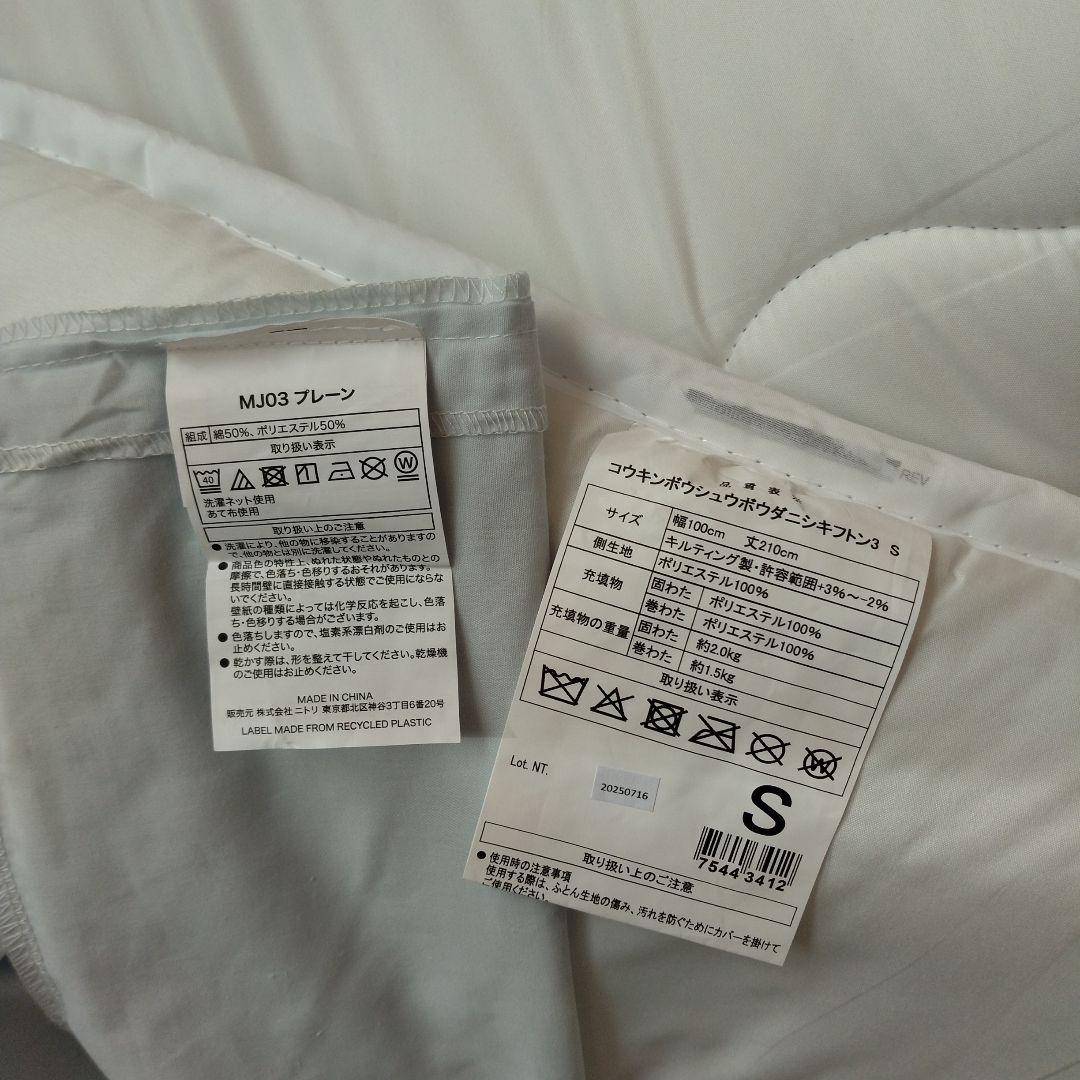 MJ03 プレーン
組成 綿50%、ポリエステル50%
取り扱い表示
40 W
洗濯ネット使用
あて布使用
取り扱い上のご注意
●洗濯により、他の物に移染することがありますの
で、他の物とは別に洗濯してください。
●商品色の特性上、ぬれた状態やぬれたものとの
摩擦で、色落ち・色移りするおそれがあります。
長時間壁に直接接触する状態でご使用にならな
いでください。
壁紙の種類によっては化学反応を起こし、色落
ち・色移りする場合がございます。
●色落ちしますので、塩素系漂白剤のご使用はお
止めください。
●乾かす際は、形を整えて干してください。乾燥機
のご使用はお止めください。
MADE IN CHINA
販売元 株式会社 ニトリ 東京都北区神谷3丁目6番20号
LABEL MADE FROM RECYCLED PLASTIC
REV
品質表
コウキンボウシュウボウダニシキフトン3 S
サイズ 幅100cm 丈210cm
キルティング製・許容範囲+3%~-2%
側生地 ポリエステル100%
充填物 固わた ポリエステル100%
巻わた ポリエステル100%
充填物の重量 固わた 約2.0kg
巻わた 約1.5kg
取り扱い表示
W
Lot. NT.
20250716
S
7544 3412
取り扱い上のご注意
●使用時の注意事項
使用する際は、ふとん生地の傷み、汚れを防ぐためにカバーを掛けて
ご使用ください。